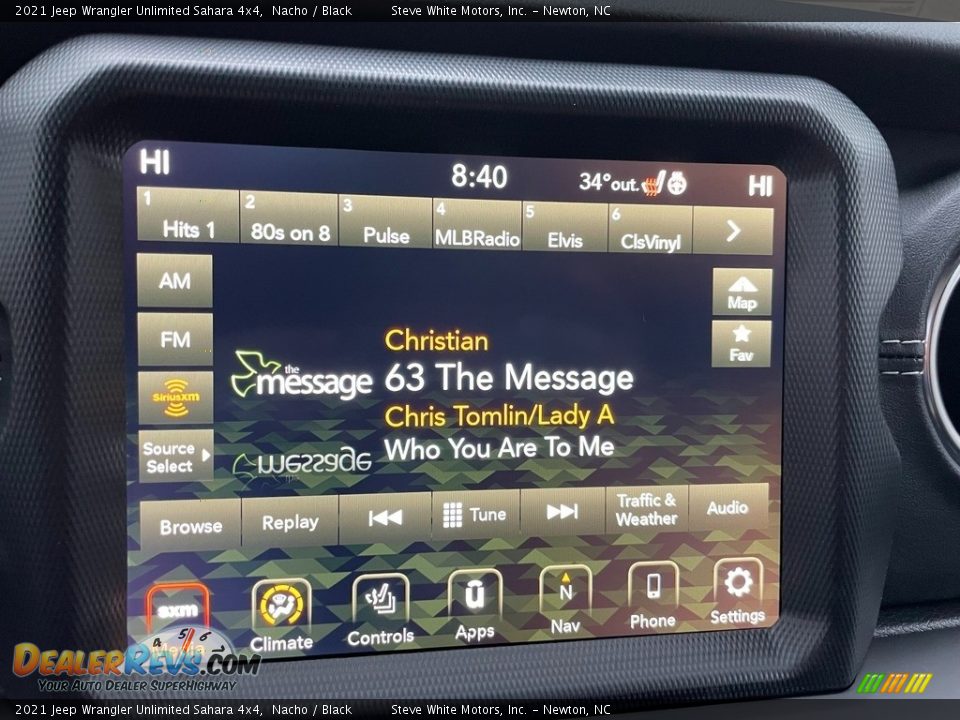 2021 Jeep Wrangler Unlimited Sahara 4x4, Nacho / Black Steve White Motors, Inc. – Newton, NC
HI 8:40 34°out. HI
1 Hits 1 2 80s on 8 3 Pulse 4 MLBRadio 5 Elvis 6 ClsVinyl
AM
Map
FM
Fav
SiriusXM
Source Select
the message
Christian
63 The Message
Chris Tomlin/Lady A
Who You Are To Me
message
Browse Replay Tune Traffic & Weather Audio
sxm U N
Media Climate Controls Apps Nav Phone Settings
4 5 6
DealerRevs.com
Your Auto Dealer SuperHighway
2021 Jeep Wrangler Unlimited Sahara 4x4, Nacho / Black Steve White Motors, Inc. – Newton, NC